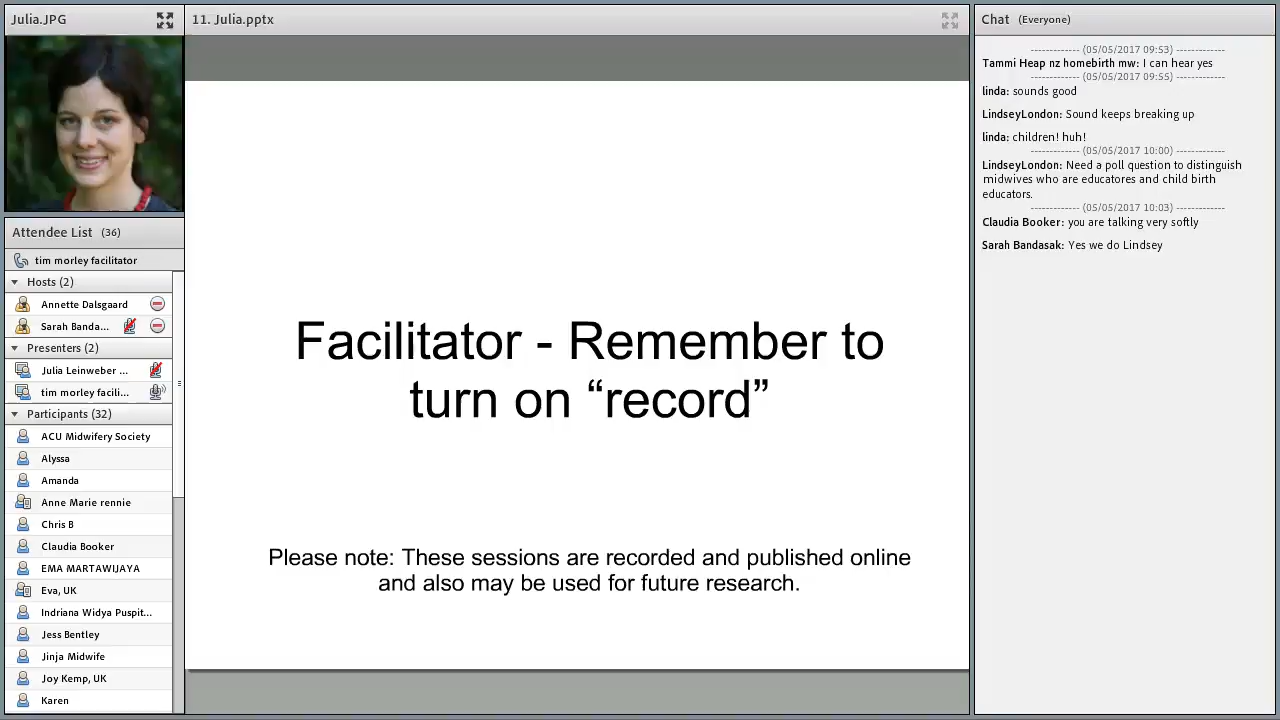 Julia.JPG
Attendee List (36)
tim morley facilitator
Hosts (2)
Annette Dalsgaard
Sarah Banda...
Presenters (2)
Julia Leinweber ...
tim morley facili...
Participants (32)
ACU Midwifery Society
Alyssa
Amanda
Anne Marie rennie
Chris B
Claudia Booker
EMA MARTAWIJAYA
Eva, UK
Indriana Widya Puspit...
Jess Bentley
Jinja Midwife
Joy Kemp, UK
Karen
11. Julia.pptx
Facilitator - Remember to
turn on “record”
Please note: These sessions are recorded and published online
and also may be used for future research.
Chat (Everyone)
------------- (05/05/2017 09:53) -------------
Tammi Heap nz homebirth mw: I can hear yes
------------- (05/05/2017 09:55) -------------
linda: sounds good
LindseyLondon: Sound keeps breaking up
linda: children! huh!
------------- (05/05/2017 10:00) -------------
LindseyLondon: Need a poll question to distinguish
midwives who are educatores and child birth
educators.
------------- (05/05/2017 10:03) -------------
Claudia Booker: you are talking very softly
Sarah Bandasak: Yes we do Lindsey